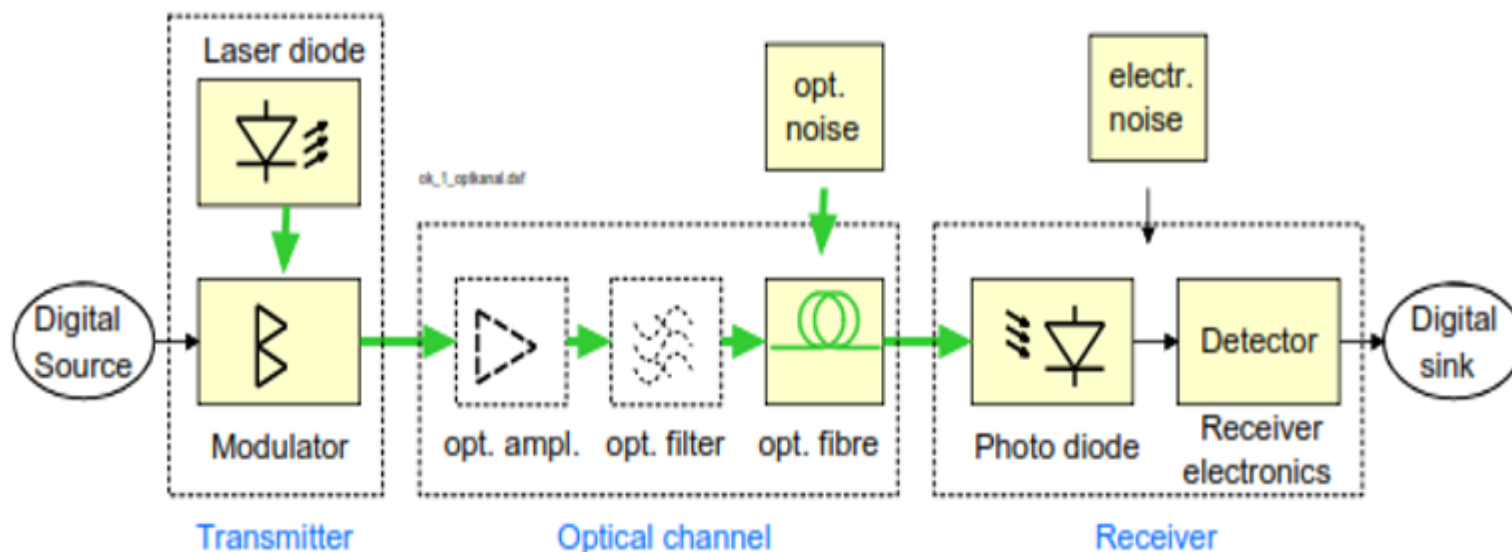 Laser diode
opt.
noise
electr.
noise
ok_1_optkanal.dsf
Digital
Source
Detector
Digital
sink
Modulator
opt. ampl.
opt. filter
opt. fibre
Photo diode
Receiver
electronics
Transmitter
Optical channel
Receiver